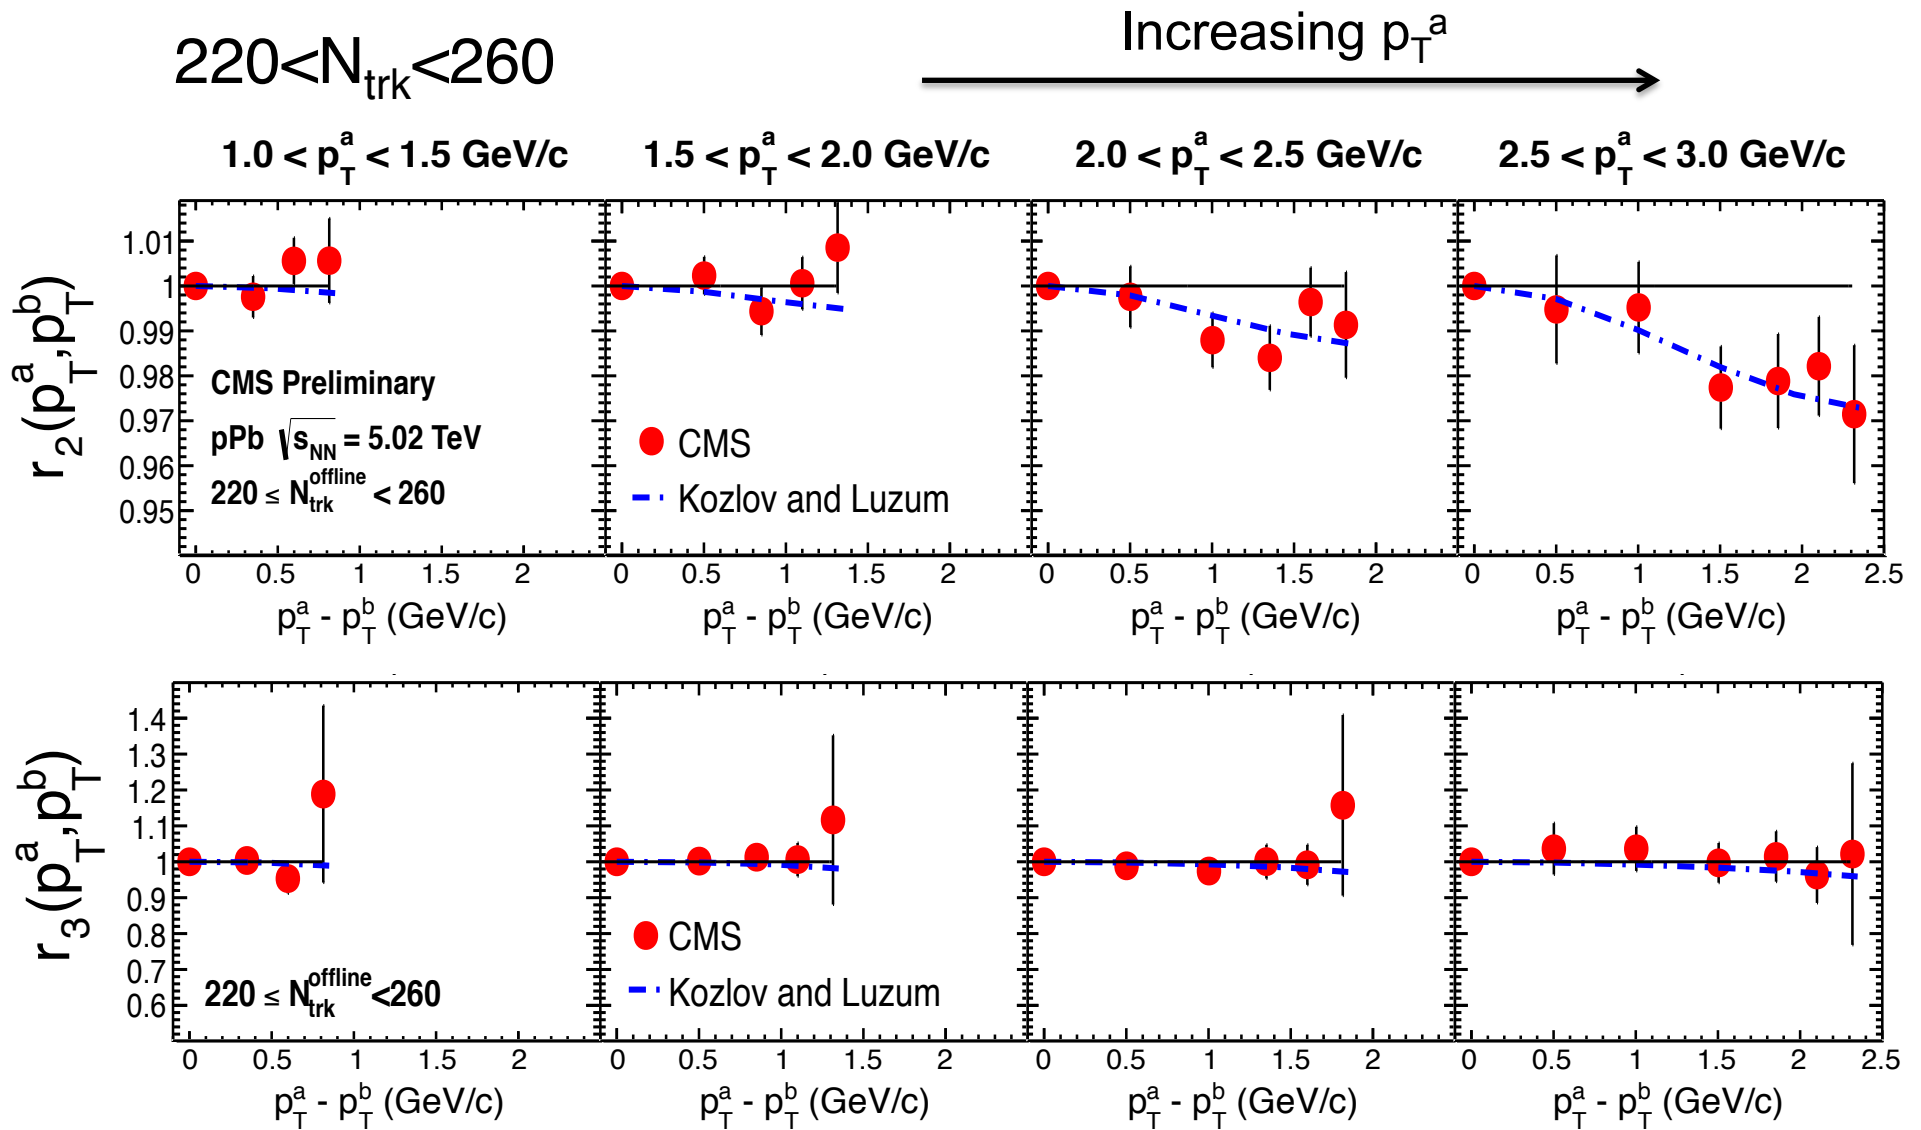 220<N_trk<260
Increasing p_T^a
1.0 < p_T^a < 1.5 GeV/c
1.5 < p_T^a < 2.0 GeV/c
2.0 < p_T^a < 2.5 GeV/c
2.5 < p_T^a < 3.0 GeV/c
r_2(p_T^a,p_T^b)
1.01
1
0.99
0.98
0.97
0.96
0.95
CMS Preliminary
pPb √s_NN = 5.02 TeV
220 ≤ N_trk^offline < 260
CMS
Kozlov and Luzum
0 0.5 1 1.5 2
0 0.5 1 1.5 2
0 0.5 1 1.5 2
0 0.5 1 1.5 2 2.5
p_T^a - p_T^b (GeV/c)
p_T^a - p_T^b (GeV/c)
p_T^a - p_T^b (GeV/c)
p_T^a - p_T^b (GeV/c)
r_3(p_T^a,p_T^b)
1.4
1.3
1.2
1.1
1
0.9
0.8
0.7
0.6
220 ≤ N_trk^offline <260
CMS
Kozlov and Luzum
0 0.5 1 1.5 2
0 0.5 1 1.5 2
0 0.5 1 1.5 2
0 0.5 1 1.5 2 2.5
p_T^a - p_T^b (GeV/c)
p_T^a - p_T^b (GeV/c)
p_T^a - p_T^b (GeV/c)
p_T^a - p_T^b (GeV/c)